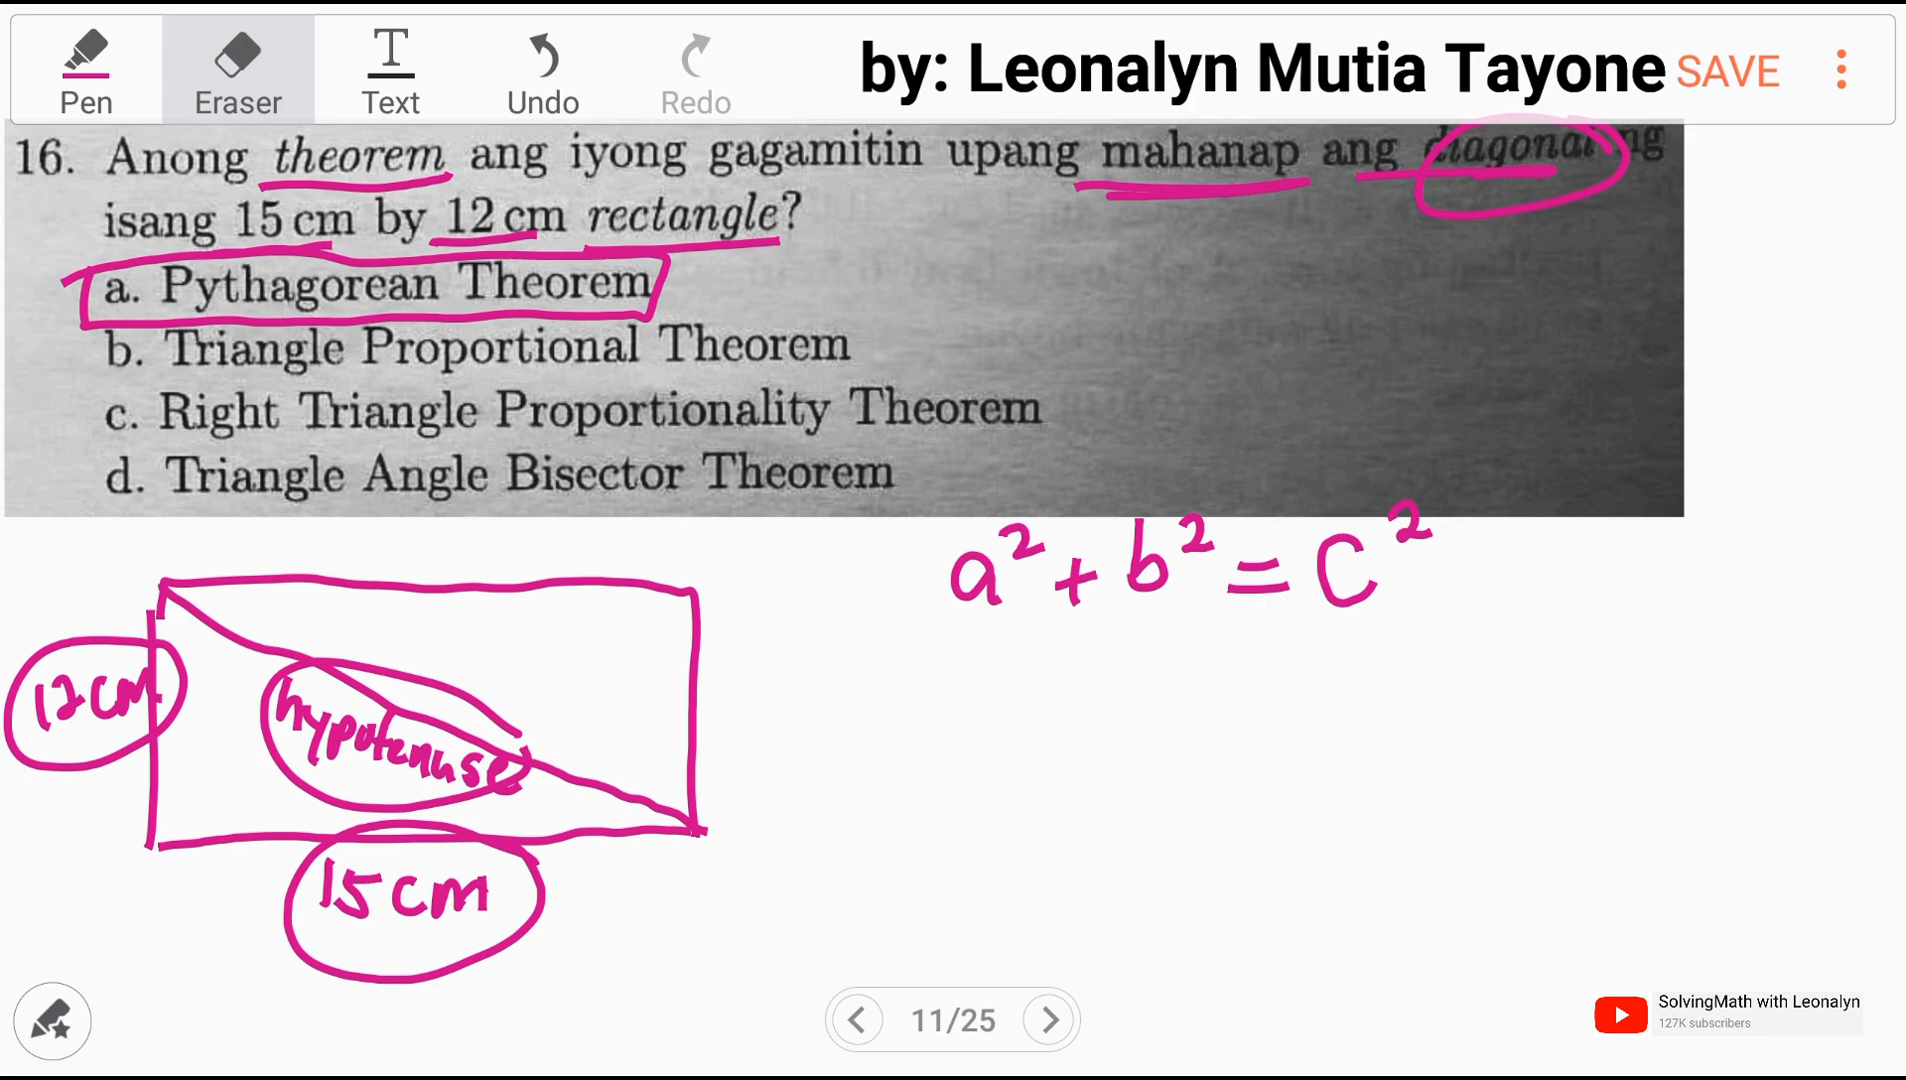 Pen
Eraser
Text
Undo
Redo
by: Leonalyn Mutia Tayone
SAVE
16. Anong theorem ang iyong gagamitin upang mahanap ang diagonal ng
isang 15 cm by 12 cm rectangle?
a. Pythagorean Theorem
b. Triangle Proportional Theorem
c. Right Triangle Proportionality Theorem
d. Triangle Angle Bisector Theorem
a² + b² = c²
12cm
hypotenuse
15cm
11/25
SolvingMath with Leonalyn
127K subscribers